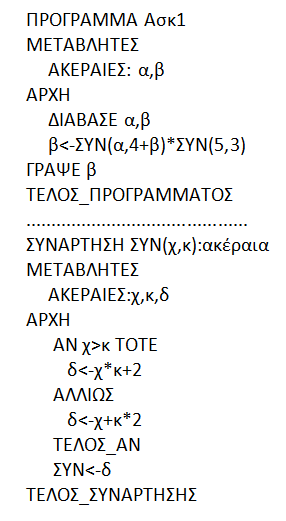 ΠΡΟΓΡΑΜΜΑ Ασκ1
ΜΕΤΑΒΛΗΤΕΣ
ΑΚΕΡΑΙΕΣ: α,β
ΑΡΧΗ
ΔΙΑΒΑΣΕ α,β
β<-ΣΥΝ(α,4+β)*ΣΥΝ(5,3)
ΓΡΑΨΕ β
ΤΕΛΟΣ_ΠΡΟΓΡΑΜΜΑΤΟΣ
..........................................
ΣΥΝΑΡΤΗΣΗ ΣΥΝ(χ,κ):ακέραια
ΜΕΤΑΒΛΗΤΕΣ
ΑΚΕΡΑΙΕΣ:χ,κ,δ
ΑΡΧΗ
ΑΝ χ>κ ΤΟΤΕ
δ<-χ*κ+2
ΑΛΛΙΩΣ
δ<-χ+κ*2
ΤΕΛΟΣ_ΑΝ
ΣΥΝ<-δ
ΤΕΛΟΣ_ΣΥΝΑΡΤΗΣΗΣ